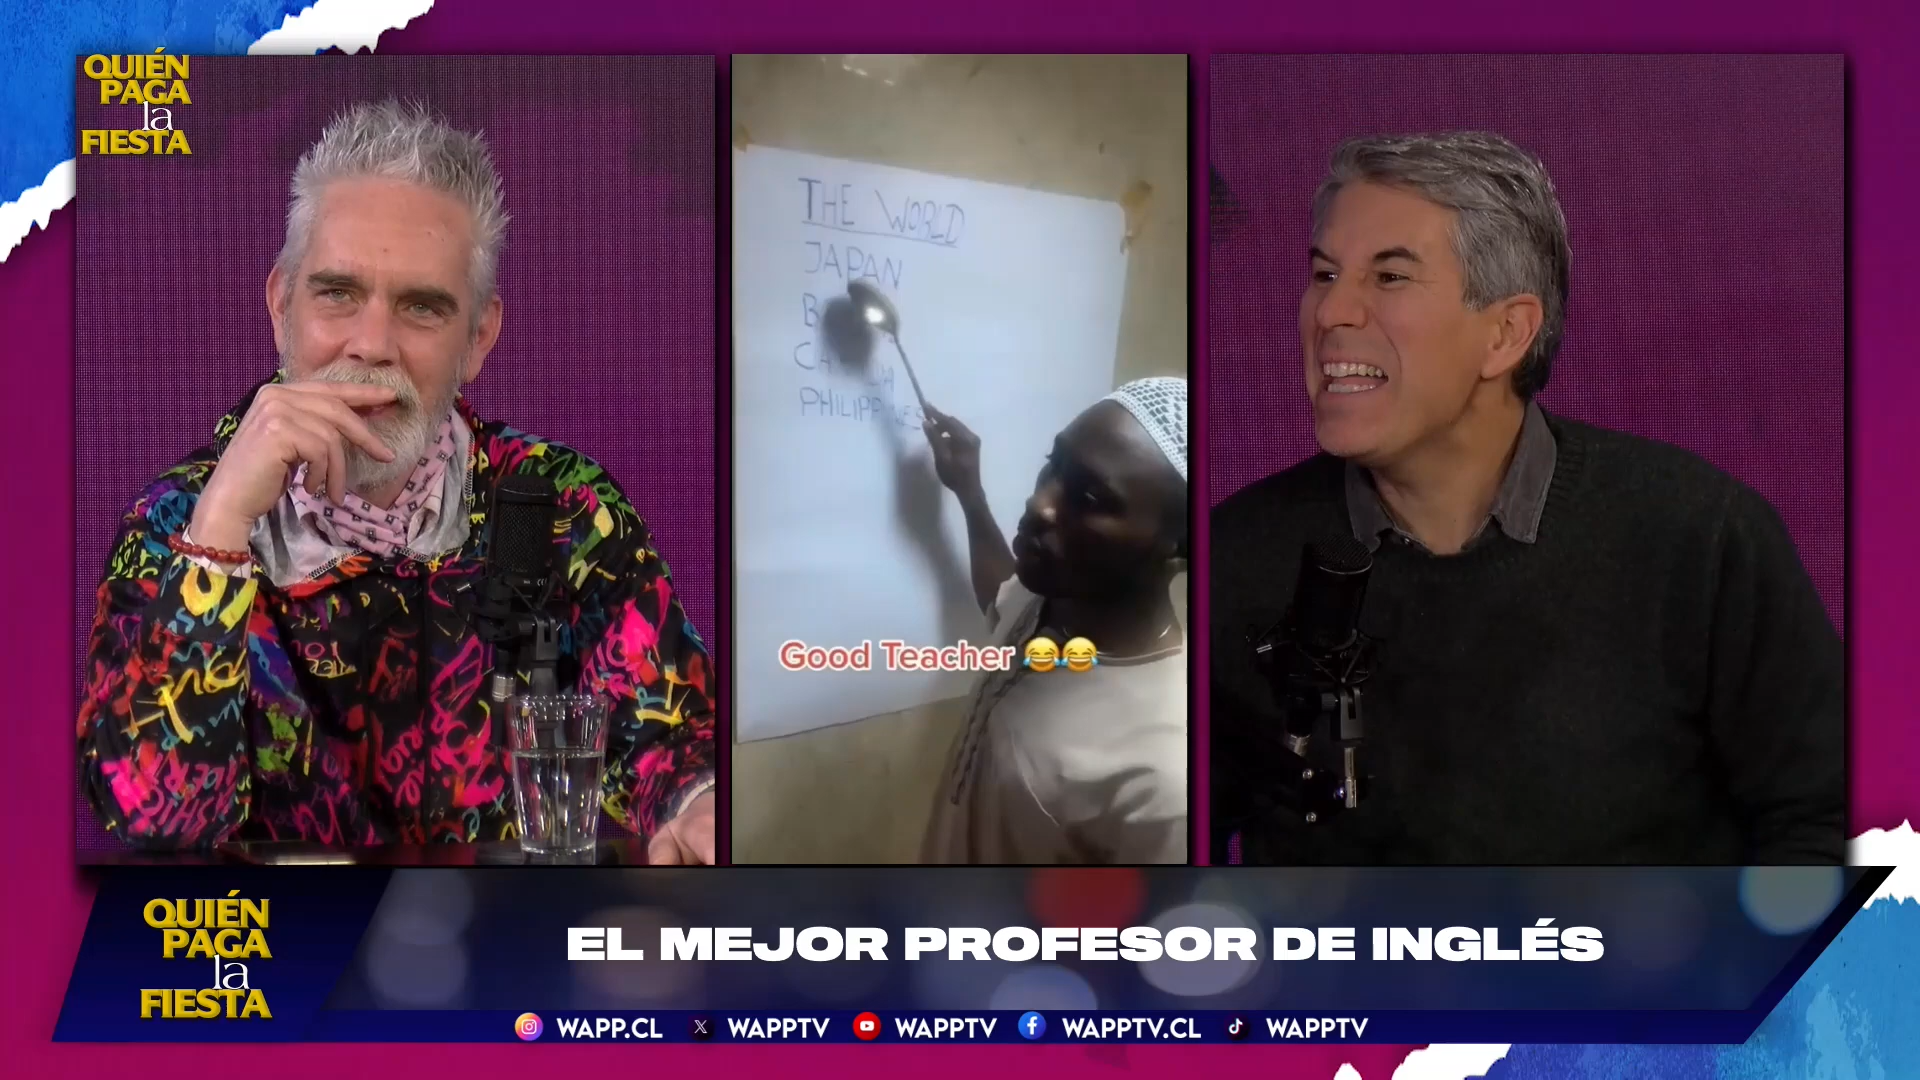 QUIÉN
PAGA
la
FIESTA
THE WORLD
JAPAN
PHILIPPINES
Good Teacher 😂😂
QUIÉN
PAGA
la
FIESTA
EL MEJOR PROFESOR DE INGLÉS
WAPP.CL WAPPTV WAPPTV WAPPTV.CL WAPPTV